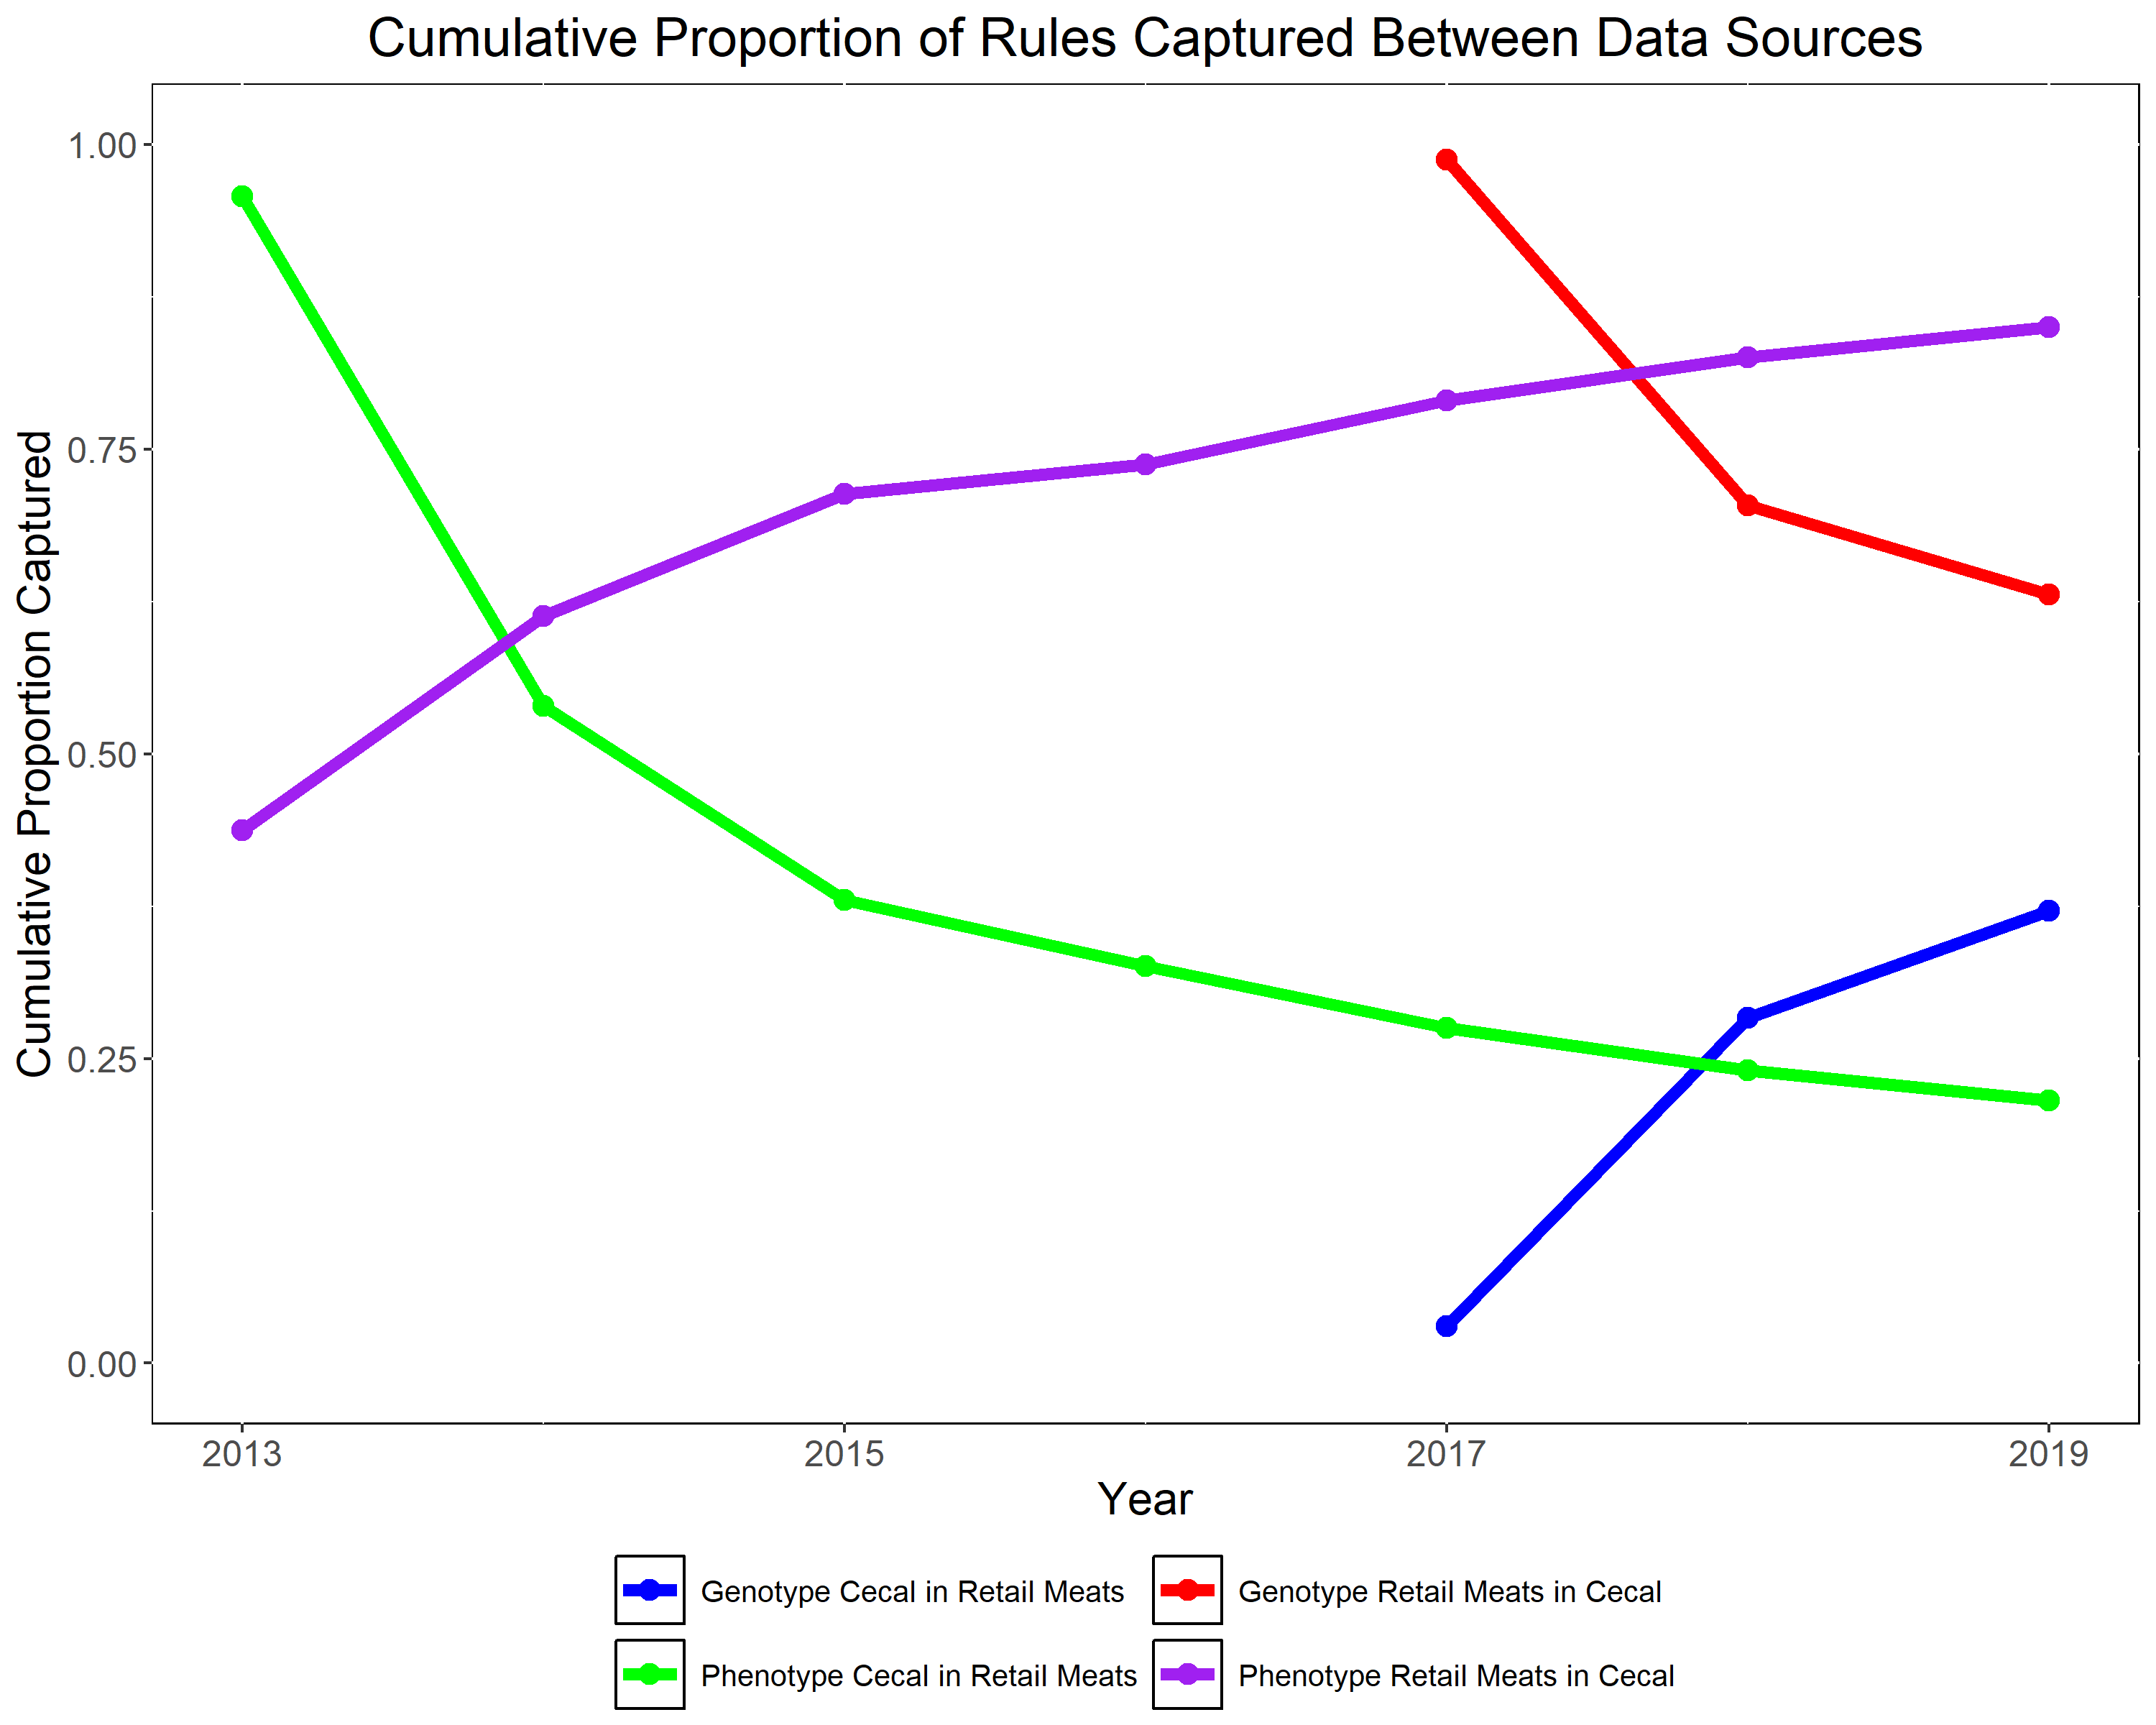 Cumulative Proportion of Rules Captured Between Data Sources
Cumulative Proportion Captured
1.00
0.75
0.50
0.25
0.00
2013 2015 2017 2019
Year
Genotype Cecal in Retail Meats Genotype Retail Meats in Cecal
Phenotype Cecal in Retail Meats Phenotype Retail Meats in Cecal